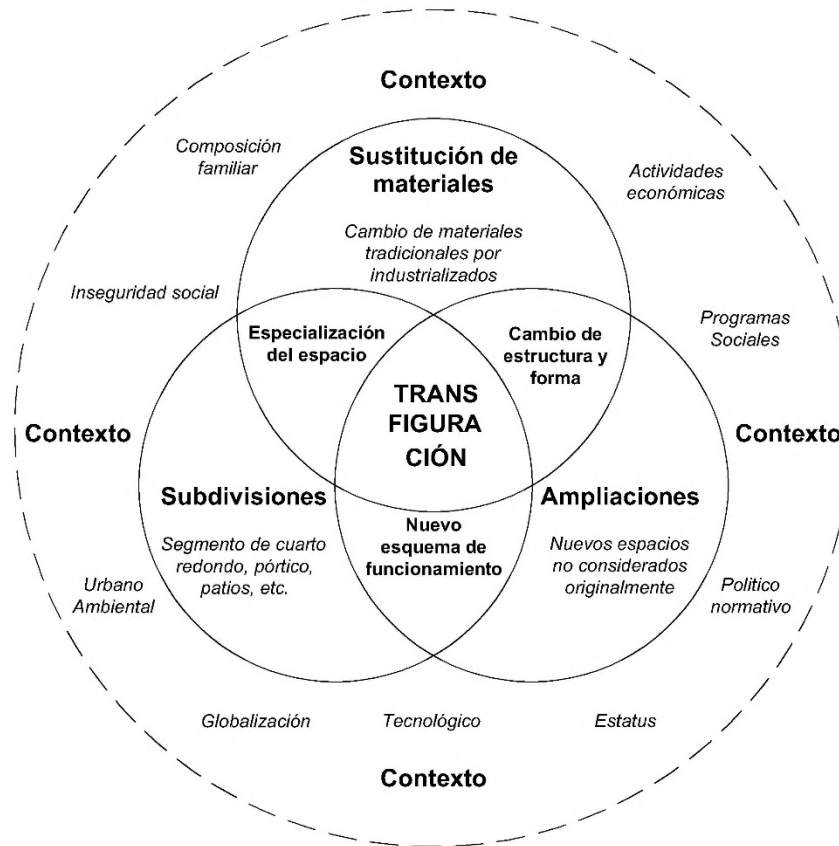 Contexto
Composición
familiar
Sustitución de
materiales
Actividades
económicas
Cambio de materiales
tradicionales por
industrializados
Inseguridad social
Programas
Sociales
Especialización
del espacio
Cambio de
estructura y
forma
TRANS
FIGURA
CIÓN
Contexto
Contexto
Subdivisiones
Segmento de cuarto
redondo, pórtico,
patios, etc.
Nuevo
esquema de
funcionamiento
Ampliaciones
Nuevos espacios
no considerados
originalmente
Urbano
Ambiental
Politico
normativo
Globalización
Tecnológico
Estatus
Contexto